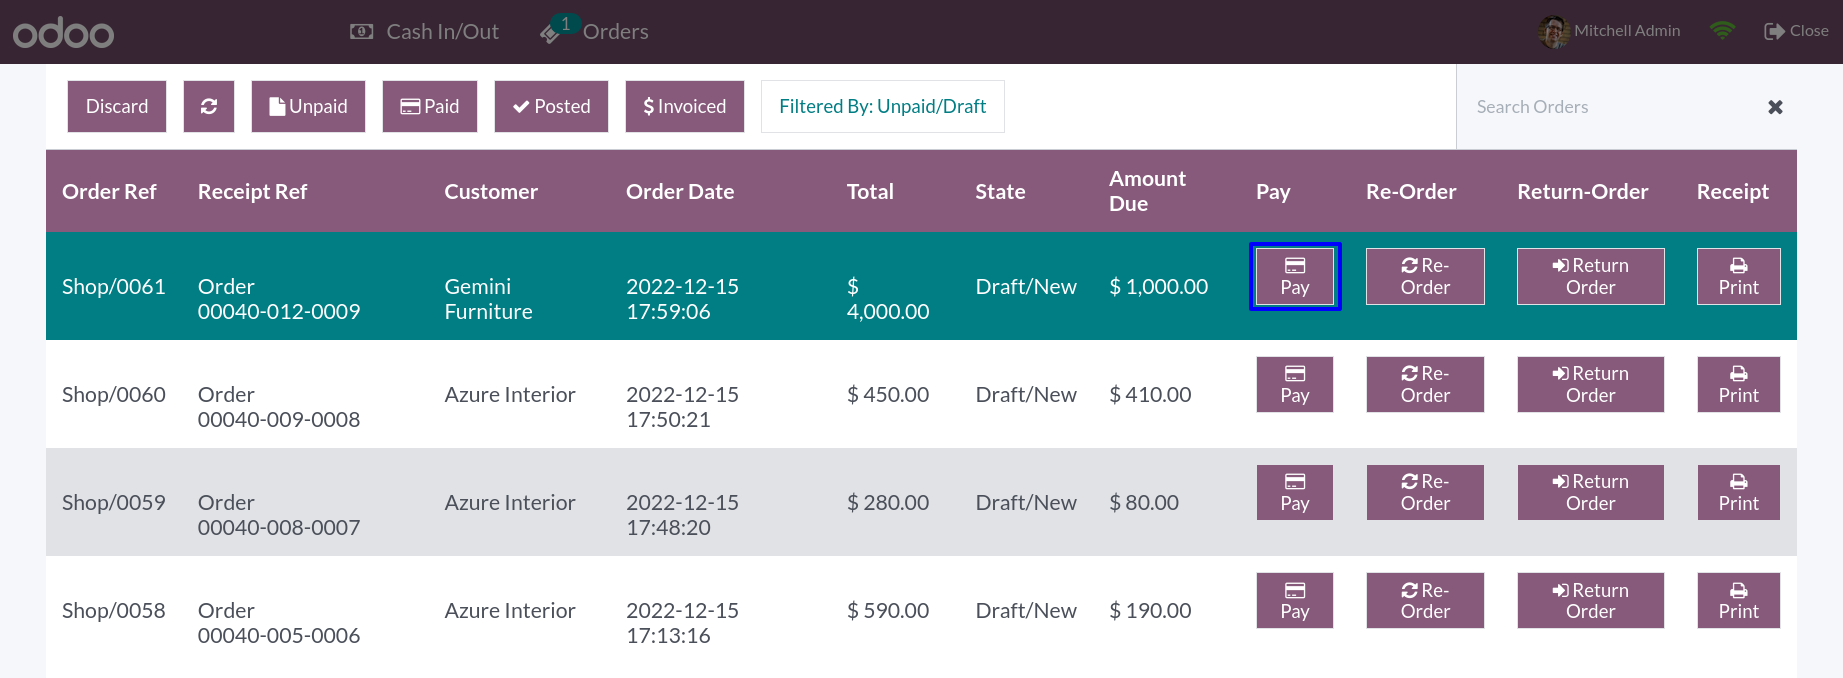 odoo Cash In/Out 1 Orders Mitchell Admin Close
Discard Unpaid Paid Posted $ Invoiced Filtered By: Unpaid/Draft Search Orders
Order Ref Receipt Ref Customer Order Date Total State Amount Due Pay Re-Order Return-Order Receipt
Shop/0061 Order Gemini 2022-12-15 $ Draft/New $ 1,000.00 Pay Re- Return Print
00040-012-0009 Furniture 17:59:06 4,000.00 Order Order
Shop/0060 Order Azure Interior 2022-12-15 $ 450.00 Draft/New $ 410.00 Pay Re- Return Print
00040-009-0008 17:50:21 Order Order
Shop/0059 Order Azure Interior 2022-12-15 $ 280.00 Draft/New $ 80.00 Pay Re- Return Print
00040-008-0007 17:48:20 Order Order
Shop/0058 Order Azure Interior 2022-12-15 $ 590.00 Draft/New $ 190.00 Pay Re- Return Print
00040-005-0006 17:13:16 Order Order